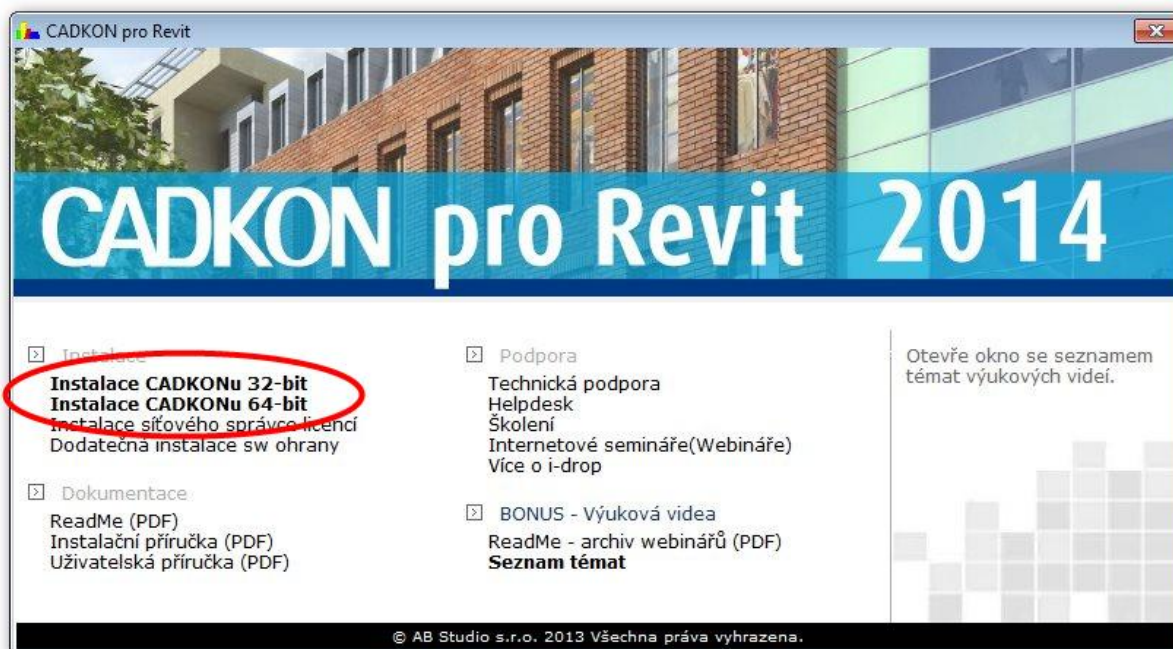 CADKON pro Revit
CADKON pro Revit 2014
Instalace
Instalace CADKONu 32-bit
Instalace CADKONu 64-bit
Instalace síťového správce licencí
Dodatečná instalace sw ohrany
Dokumentace
ReadMe (PDF)
Instalační příručka (PDF)
Uživatelská příručka (PDF)
Podpora
Technická podpora
Helpdesk
Školení
Internetové semináře(Webináře)
Více o i-drop
BONUS - Výuková videa
ReadMe - archiv webinářů (PDF)
Seznam témat
Otevře okno se seznamem
témat výukových videí.
© AB Studio s.r.o. 2013 Všechna práva vyhrazena.